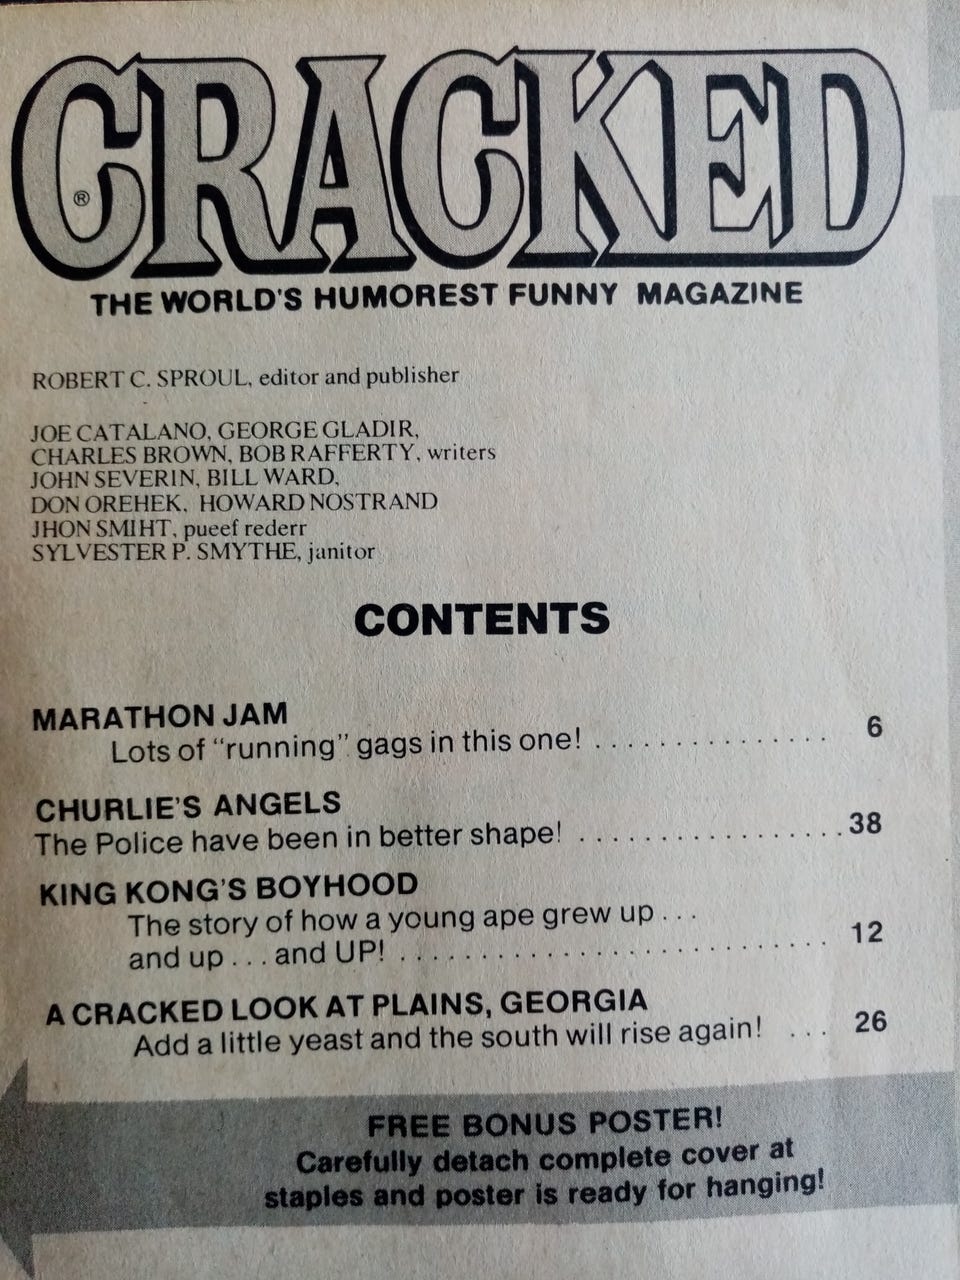 CRACKED
®
THE WORLD'S HUMOREST FUNNY MAGAZINE
ROBERT C. SPROUL, editor and publisher
JOE CATALANO, GEORGE GLADIR,
CHARLES BROWN, BOB RAFFERTY, writers
JOHN SEVERIN, BILL WARD,
DON OREHEK, HOWARD NOSTRAND
JHON SMIHT, pueef rederr
SYLVESTER P. SMYTHE, janitor
CONTENTS
MARATHON JAM
Lots of "running" gags in this one! . . . . . . . . . . . . . . . 6
CHURLIE'S ANGELS
The Police have been in better shape! . . . . . . . . . . . . . . . . . 38
KING KONG'S BOYHOOD
The story of how a young ape grew up . . .
and up . . . and UP! . . . . . . . . . . . . . . . . . . . . . . . . . . . 12
A CRACKED LOOK AT PLAINS, GEORGIA
Add a little yeast and the south will rise again! . . . 26
FREE BONUS POSTER!
Carefully detach complete cover at
staples and poster is ready for hanging!